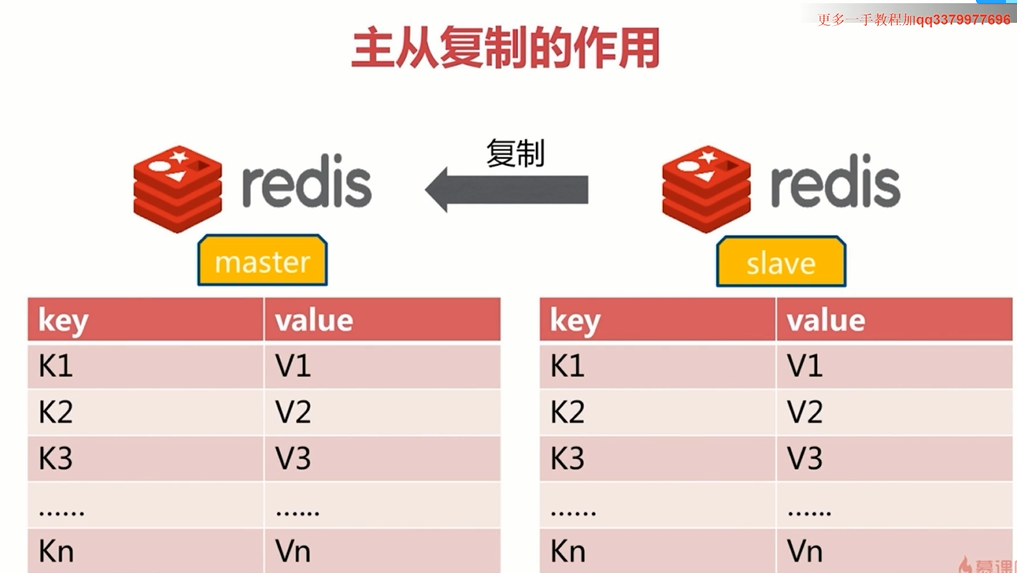 更多一手教程加qq3379977696
主从复制的作用
复制
redis
redis
master
slave
key value
K1 V1
K2 V2
K3 V3
...... ......
Kn Vn
key value
K1 V1
K2 V2
K3 V3
...... ......
Kn Vn
慕课